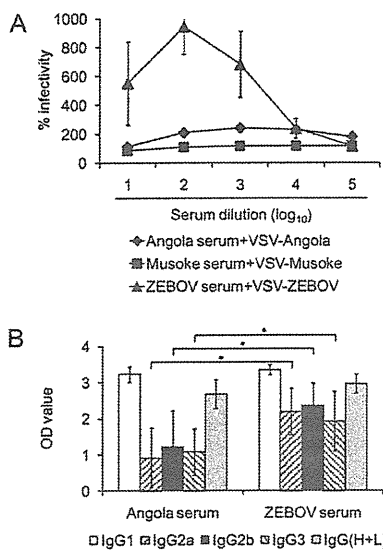 A
% infectivity
1000
800
600
400
200
0
1 2 3 4 5
Serum dilution (log10)
Angola serum+VSV-Angola
Musoke serum+VSV-Musoke
ZEBOV serum+VSV-ZEBOV
B
OD value
4
3
2
1
0
* * *
Angola serum ZEBOV serum
IgG1 IgG2a IgG2b IgG3 IgG(H+L